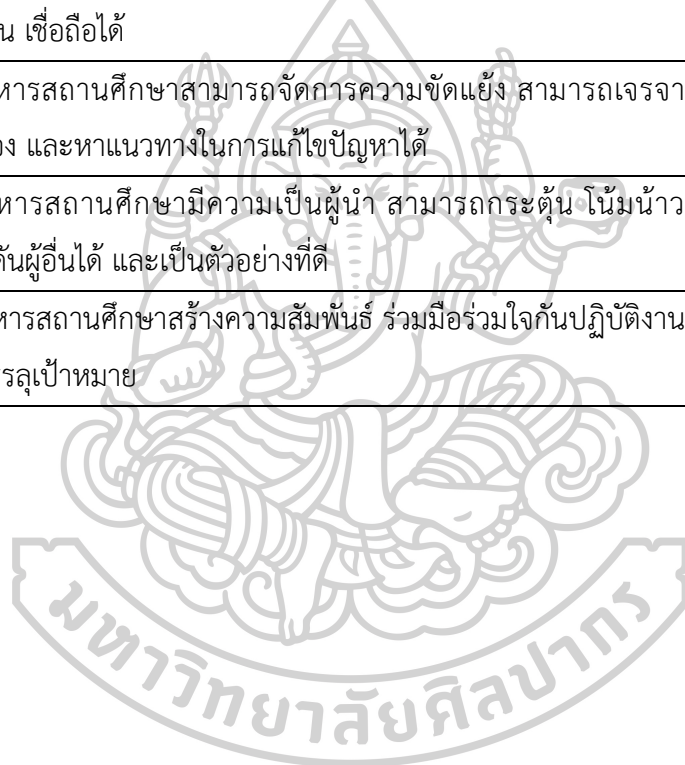 น เชื่อถือได้
หารสถานศึกษาสามารถจัดการความขัดแย้ง สามารถเจรจา
ง และหาแนวทางในการแก้ไขปัญหาได้
หารสถานศึกษามีความเป็นผู้นำ สามารถกระตุ้น โน้มน้าว
ันผู้อื่นได้ และเป็นตัวอย่างที่ดี
หารสถานศึกษาสร้างความสัมพันธ์ ร่วมมือร่วมใจกันปฏิบัติงาน
รลุเป้าหมาย
มหาวิทยาลัยศิลปากร